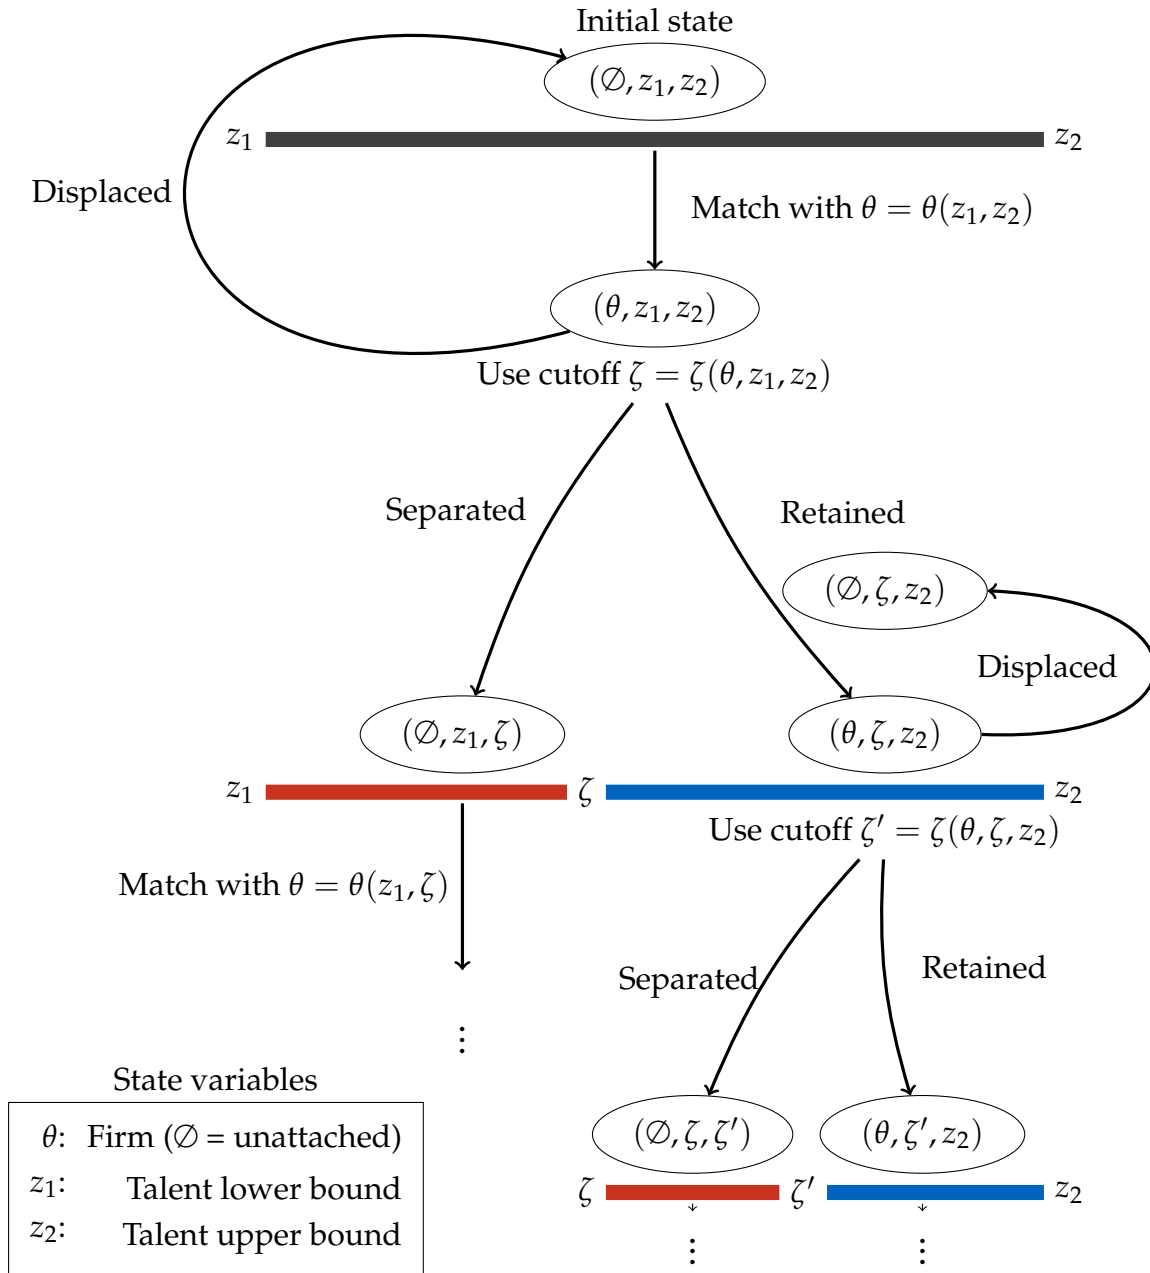 Initial state
(∅, z₁, z₂)
z₁
z₂
Displaced
Match with θ = θ(z₁, z₂)
(θ, z₁, z₂)
Use cutoff ζ = ζ(θ, z₁, z₂)
Separated
Retained
(∅, ζ, z₂)
Displaced
(∅, z₁, ζ)
(θ, ζ, z₂)
z₁
ζ
z₂
Use cutoff ζ′ = ζ(θ, ζ, z₂)
Match with θ = θ(z₁, ζ)
Separated
Retained
⋮
State variables
θ: Firm (∅ = unattached)
z₁: Talent lower bound
z₂: Talent upper bound
(∅, ζ, ζ′)
(θ, ζ′, z₂)
ζ
ζ′
z₂
⋮
⋮